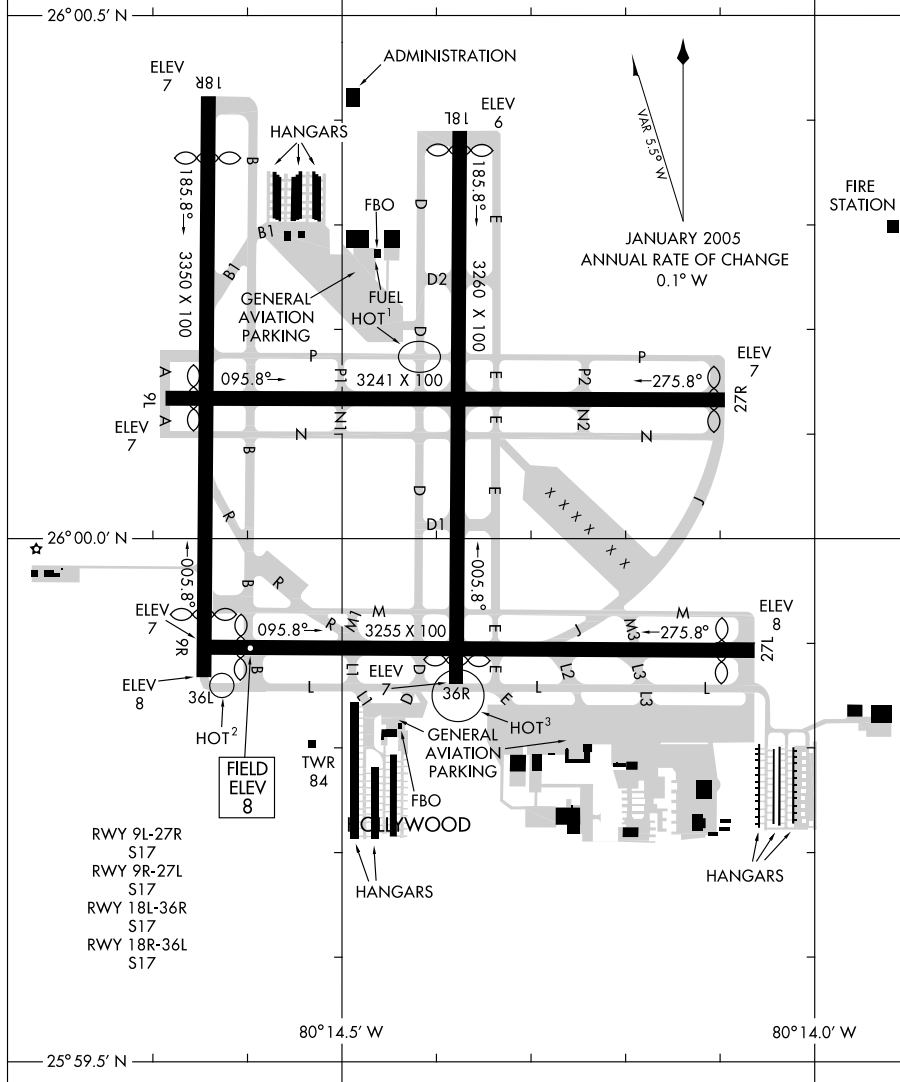 26°00.5' N
ELEV
7
18R
ADMINISTRATION
HANGARS
18L
ELEV
6
VAR 5.5° W
JANUARY 2005
ANNUAL RATE OF CHANGE
0.1° W
FIRE
STATION
B
185.8°
3350 X 100
B1
B1
FBO
FUEL
GENERAL
AVIATION
PARKING
HOT1
D
185.8°
3260 X 100
E
D2
D
P
P
ELEV
7
A
095.8°
P1
3241 X 100
E
P2
275.8°
27R
9L
A
ELEV
7
N
N1
E
N2
N
B
D
E
X X X X X X X
J
R
D1
26°00.0' N
005.8°
B
R
005.8°
ELEV
7
9R
095.8°
R
M1
M
3255 X 100
E
J
M3
M
275.8°
ELEV
8
27L
ELEV
8
36L
HOT2
L
L1
L1
D
D
ELEV
7
36R
E
E
HOT3
L
L2
L3
L3
L
GENERAL
AVIATION
PARKING
TWR
84
FIELD
ELEV
8
FBO
HOLLYWOOD
HANGARS
HANGARS
RWY 9L-27R
S17
RWY 9R-27L
S17
RWY 18L-36R
S17
RWY 18R-36L
S17
80°14.5' W
80°14.0' W
25°59.5' N